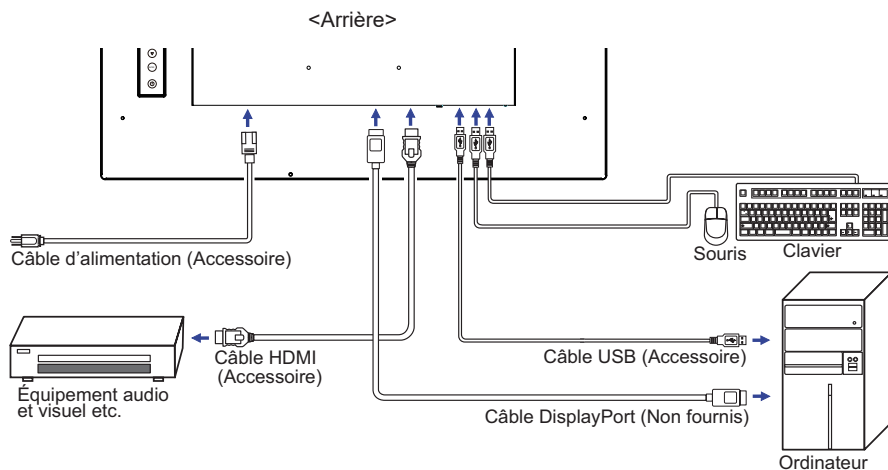 <Arrière>
Câble d'alimentation (Accessoire)
Souris
Clavier
Câble HDMI
(Accessoire)
Câble USB (Accessoire)
Équipement audio
et visuel etc.
Câble DisplayPort (Non fournis)
Ordinateur